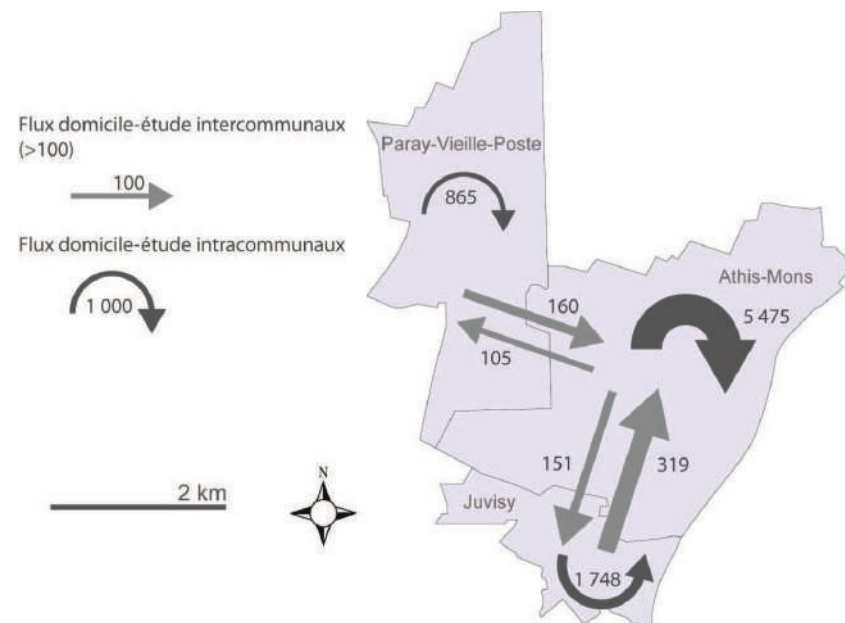 Flux domicile-étude intercommunaux
(>100)
100
Flux domicile-étude intracommunaux
1 000
2 km
N
Paray-Vieille-Poste
865
Athis-Mons
5 475
160
105
151
319
Juvisy
1 748